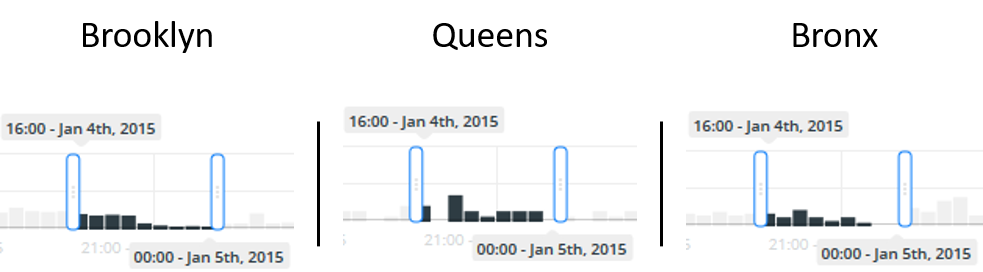 Brooklyn
16:00 - Jan 4th, 2015
21:00 -
00:00 - Jan 5th, 2015
Queens
16:00 - Jan 4th, 2015
5
21:00 -
00:00 - Jan 5th, 2015
Bronx
16:00 - Jan 4th, 2015
5
21:00 -
00:00 - Jan 5th, 2015